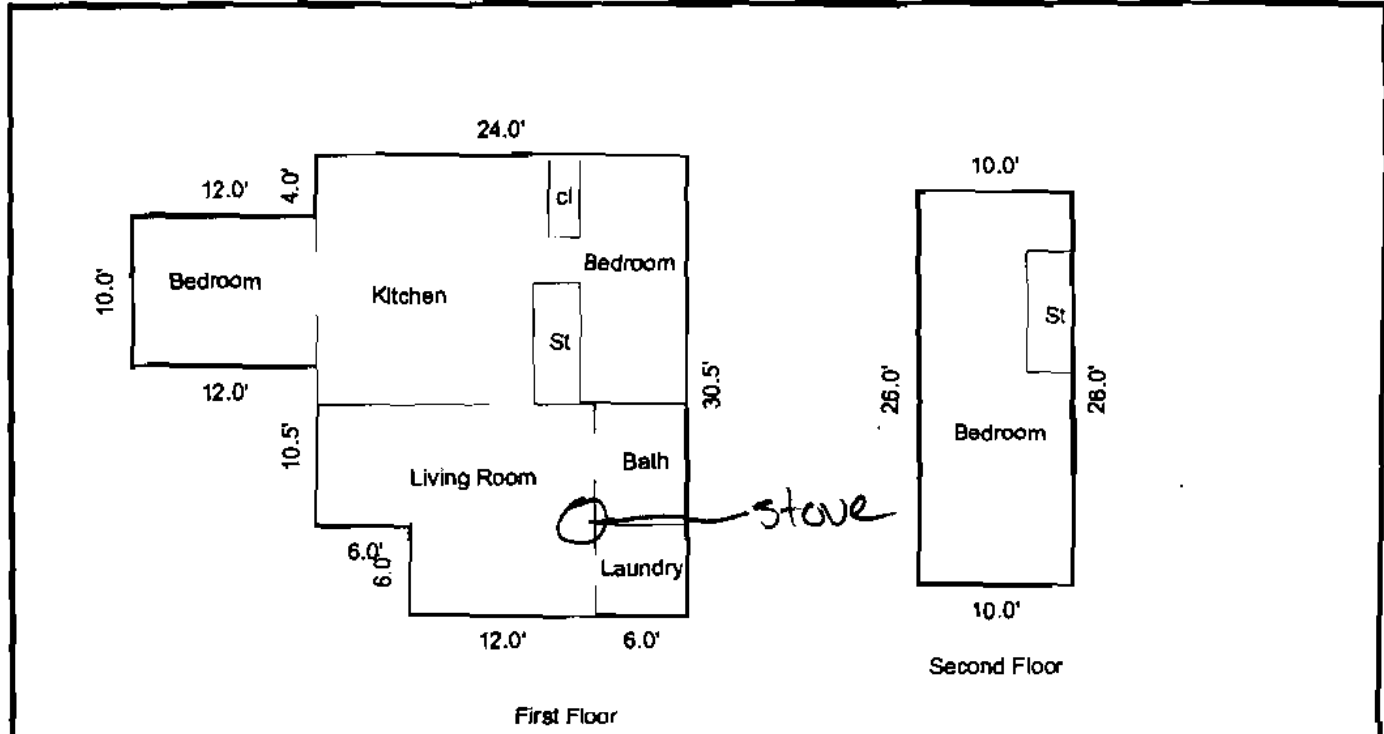 24.0'
10.0'
12.0'
4.0'
cl
Bedroom
10.0'
Bedroom
Kitchen
St
St
12.0'
30.5'
26.0'
26.0'
10.5'
Living Room
Bath
Bedroom
stove
6.0'
6.0'
Laundry
12.0'
6.0'
10.0'
Second Floor
First Floor